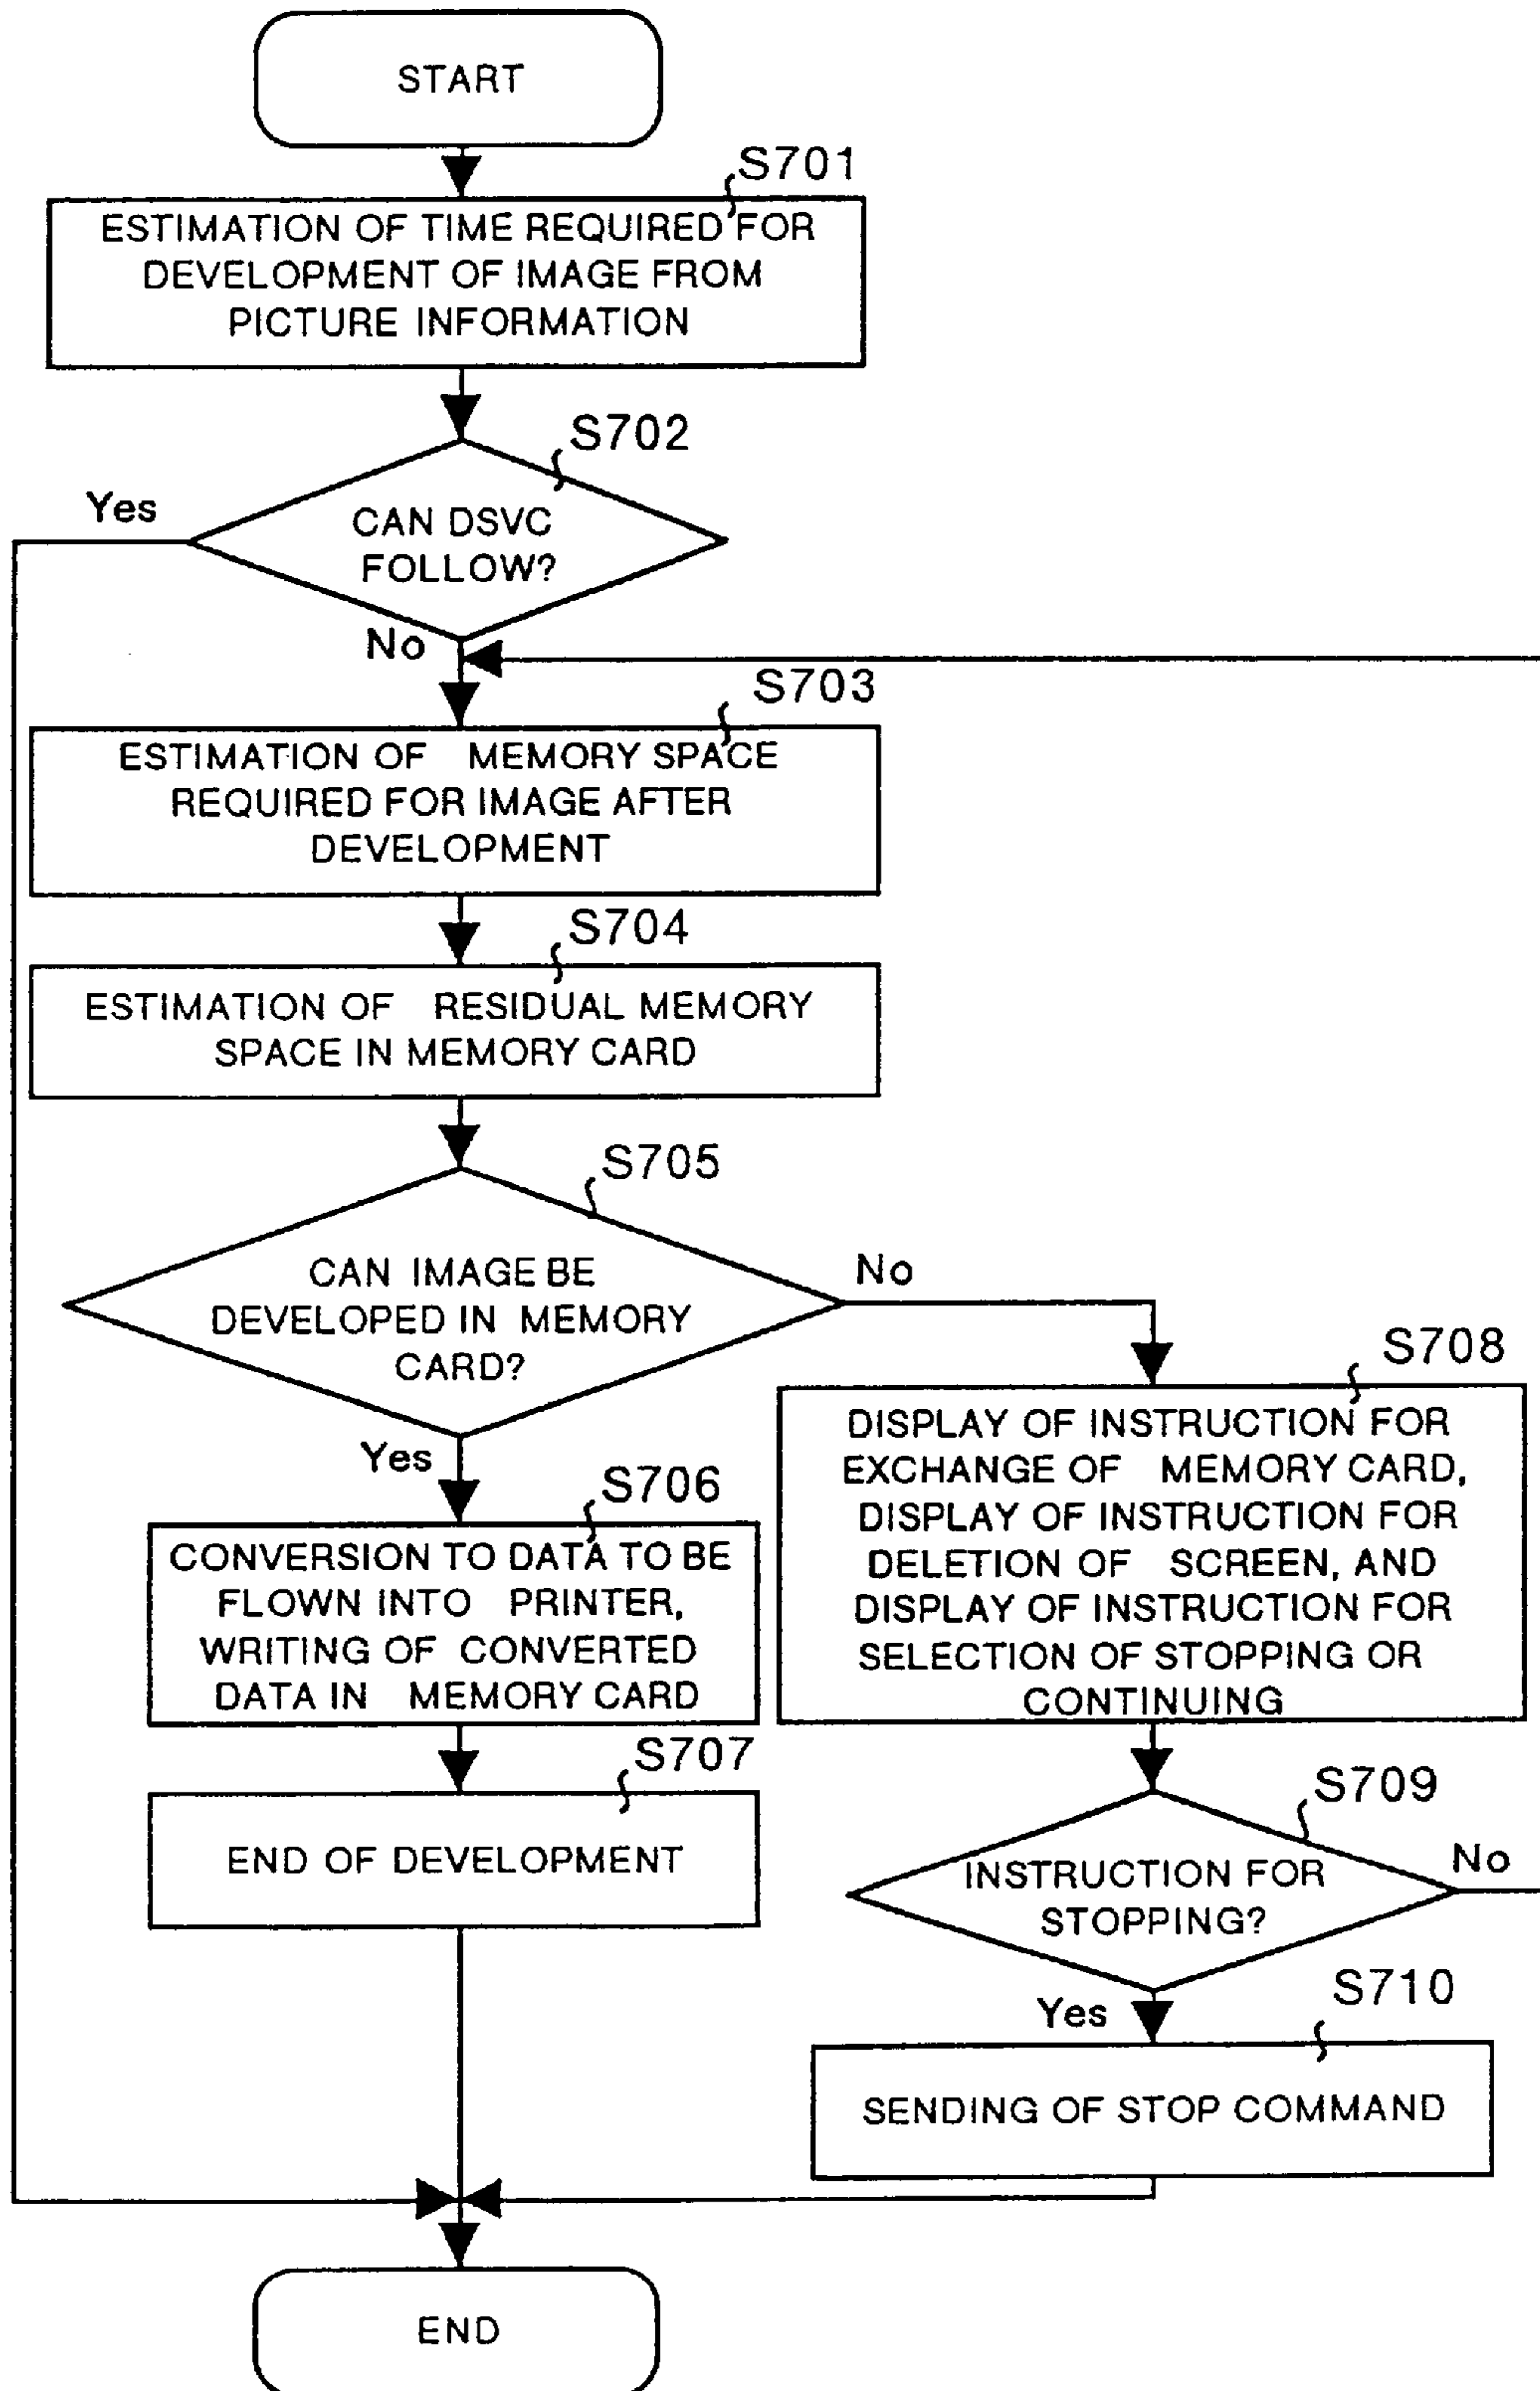 START
S701
ESTIMATION OF TIME REQUIRED FOR
DEVELOPMENT OF IMAGE FROM
PICTURE INFORMATION
S702
Yes
CAN DSVC
FOLLOW?
No
S703
ESTIMATION OF MEMORY SPACE
REQUIRED FOR IMAGE AFTER
DEVELOPMENT
S704
ESTIMATION OF RESIDUAL MEMORY
SPACE IN MEMORY CARD
S705
CAN IMAGE BE
DEVELOPED IN MEMORY
CARD?
No
Yes
S706
CONVERSION TO DATA TO BE
FLOWN INTO PRINTER,
WRITING OF CONVERTED
DATA IN MEMORY CARD
S707
END OF DEVELOPMENT
S708
DISPLAY OF INSTRUCTION FOR
EXCHANGE OF MEMORY CARD,
DISPLAY OF INSTRUCTION FOR
DELETION OF SCREEN, AND
DISPLAY OF INSTRUCTION FOR
SELECTION OF STOPPING OR
CONTINUING
S709
INSTRUCTION FOR
STOPPING?
No
Yes
S710
SENDING OF STOP COMMAND
END